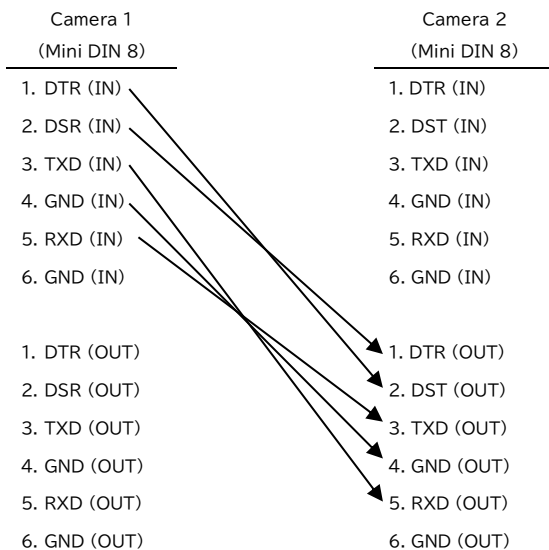 Camera 1
(Mini DIN 8)
1. DTR (IN)
2. DSR (IN)
3. TXD (IN)
4. GND (IN)
5. RXD (IN)
6. GND (IN)
1. DTR (OUT)
2. DSR (OUT)
3. TXD (OUT)
4. GND (OUT)
5. RXD (OUT)
6. GND (OUT)
Camera 2
(Mini DIN 8)
1. DTR (IN)
2. DST (IN)
3. TXD (IN)
4. GND (IN)
5. RXD (IN)
6. GND (IN)
1. DTR (OUT)
2. DST (OUT)
3. TXD (OUT)
4. GND (OUT)
5. RXD (OUT)
6. GND (OUT)